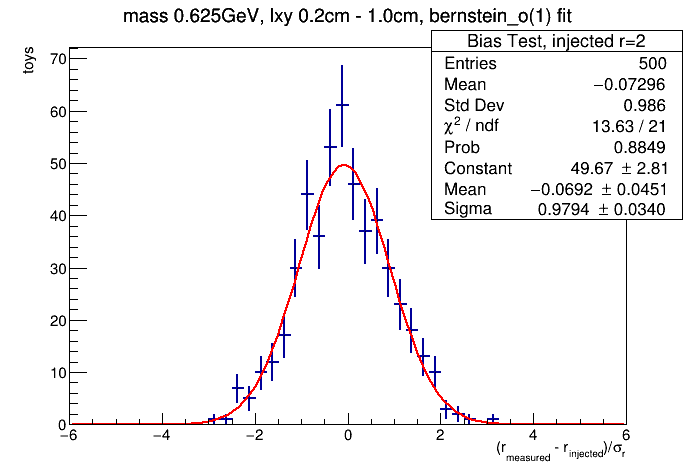 mass 0.625GeV, lxy 0.2cm - 1.0cm, bernstein_o(1) fit
Bias Test, injected r=2
Entries 500
Mean −0.07296
Std Dev 0.986
χ² / ndf 13.63 / 21
Prob 0.8849
Constant 49.67 ± 2.81
Mean −0.0692 ± 0.0451
Sigma 0.9794 ± 0.0340
toys
70
60
50
40
30
20
10
0
−6 −4 −2 0 2 4 6
(r_measured - r_injected)/σ_r